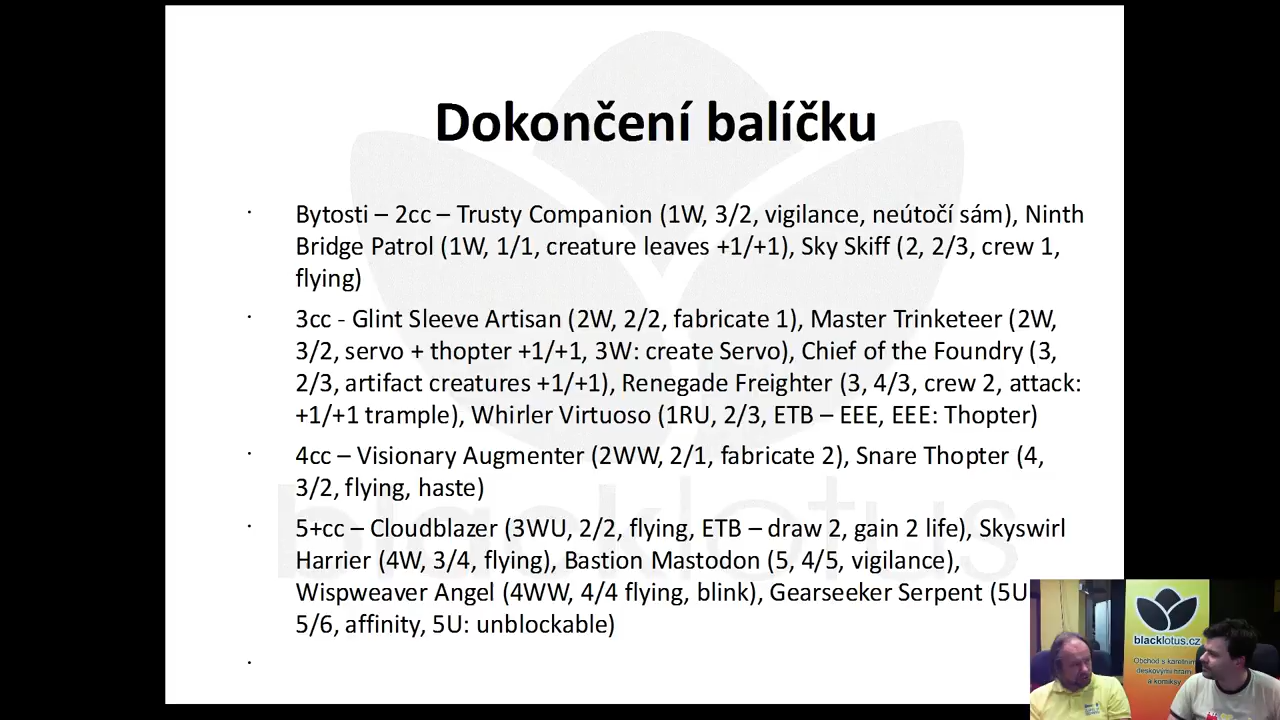 Dokončení balíčku
· Bytosti – 2cc – Trusty Companion (1W, 3/2, vigilance, neútočí sám), Ninth
Bridge Patrol (1W, 1/1, creature leaves +1/+1), Sky Skiff (2, 2/3, crew 1,
flying)
· 3cc - Glint Sleeve Artisan (2W, 2/2, fabricate 1), Master Trinketeer (2W,
3/2, servo + thopter +1/+1, 3W: create Servo), Chief of the Foundry (3,
2/3, artifact creatures +1/+1), Renegade Freighter (3, 4/3, crew 2, attack:
+1/+1 trample), Whirler Virtuoso (1RU, 2/3, ETB – EEE, EEE: Thopter)
· 4cc – Visionary Augmenter (2WW, 2/1, fabricate 2), Snare Thopter (4,
3/2, flying, haste)
· 5+cc – Cloudblazer (3WU, 2/2, flying, ETB – draw 2, gain 2 life), Skyswirl
Harrier (4W, 3/4, flying), Bastion Mastodon (5, 4/5, vigilance),
Wispweaver Angel (4WW, 4/4 flying, blink), Gearseeker Serpent (5U
5/6, affinity, 5U: unblockable)
·
blacklotus
blacklotus.cz
Obchod s karetními
deskovými hrami
a komiksy